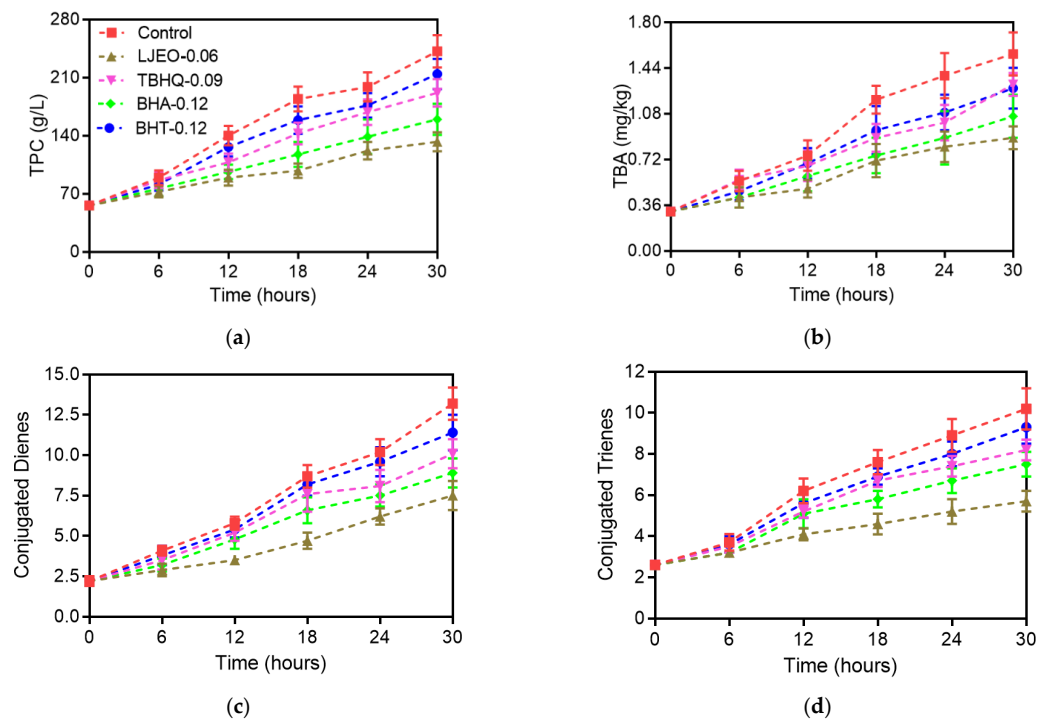 280
210
140
70
0
TPC (g/L)
Control
LJEO-0.06
TBHQ-0.09
BHA-0.12
BHT-0.12
0 6 12 18 24 30
Time (hours)
(a)
1.80
1.44
1.08
0.72
0.36
0.00
TBA (mg/kg)
0 6 12 18 24 30
Time (hours)
(b)
15.0
12.5
10.0
7.5
5.0
2.5
0.0
Conjugated Dienes
0 6 12 18 24 30
Time (hours)
(c)
12
10
8
6
4
2
0
Conjugated Trienes
0 6 12 18 24 30
Time (hours)
(d)